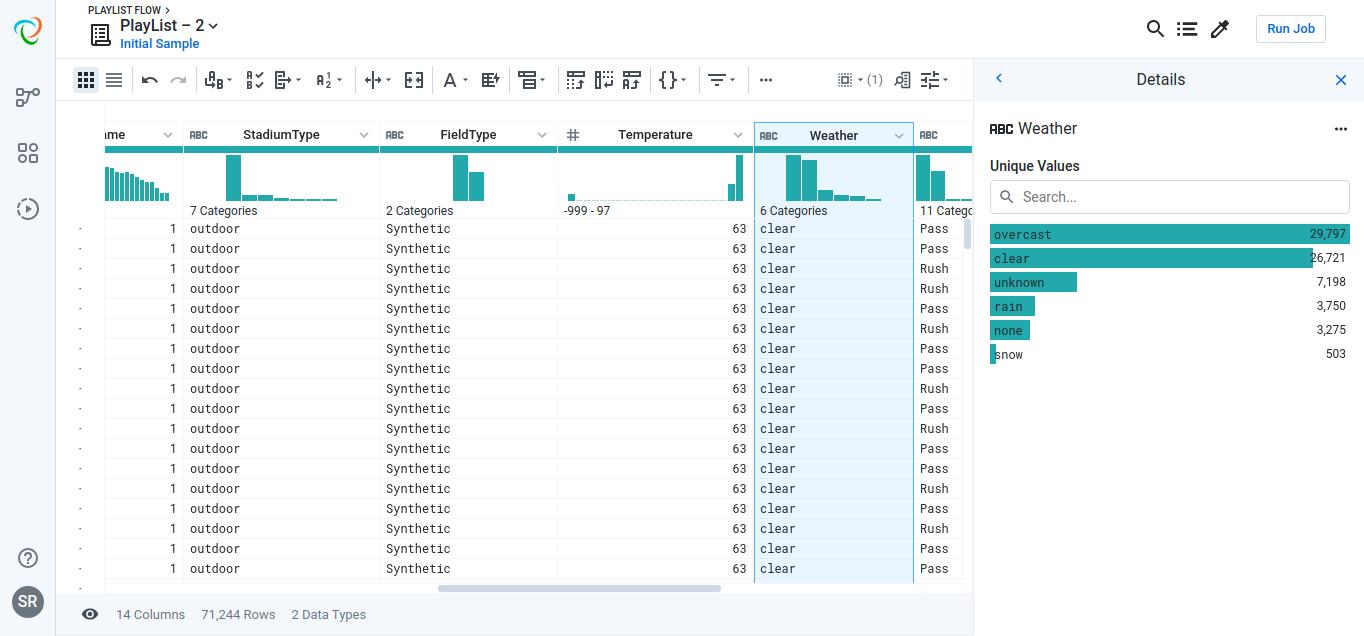 PLAYLIST FLOW >
PlayList – 2
Initial Sample
Run Job
(1)
Details
ame
ABC StadiumType
ABC FieldType
# Temperature
ABC Weather
ABC
7 Categories
2 Categories
-999 - 97
6 Categories
11 Catego
1 outdoor Synthetic 63 clear Pass
1 outdoor Synthetic 63 clear Pass
1 outdoor Synthetic 63 clear Rush
1 outdoor Synthetic 63 clear Rush
1 outdoor Synthetic 63 clear Pass
1 outdoor Synthetic 63 clear Rush
1 outdoor Synthetic 63 clear Pass
1 outdoor Synthetic 63 clear Pass
1 outdoor Synthetic 63 clear Rush
1 outdoor Synthetic 63 clear Pass
1 outdoor Synthetic 63 clear Rush
1 outdoor Synthetic 63 clear Pass
1 outdoor Synthetic 63 clear Pass
1 outdoor Synthetic 63 clear Rush
1 outdoor Synthetic 63 clear Pass
1 outdoor Synthetic 63 clear Rush
1 outdoor Synthetic 63 clear Pass
1 outdoor Synthetic 63 clear Pass
ABC Weather
Unique Values
Search...
overcast 29,797
clear 26,721
unknown 7,198
rain 3,750
none 3,275
snow 503
SR
14 Columns 71,244 Rows 2 Data Types